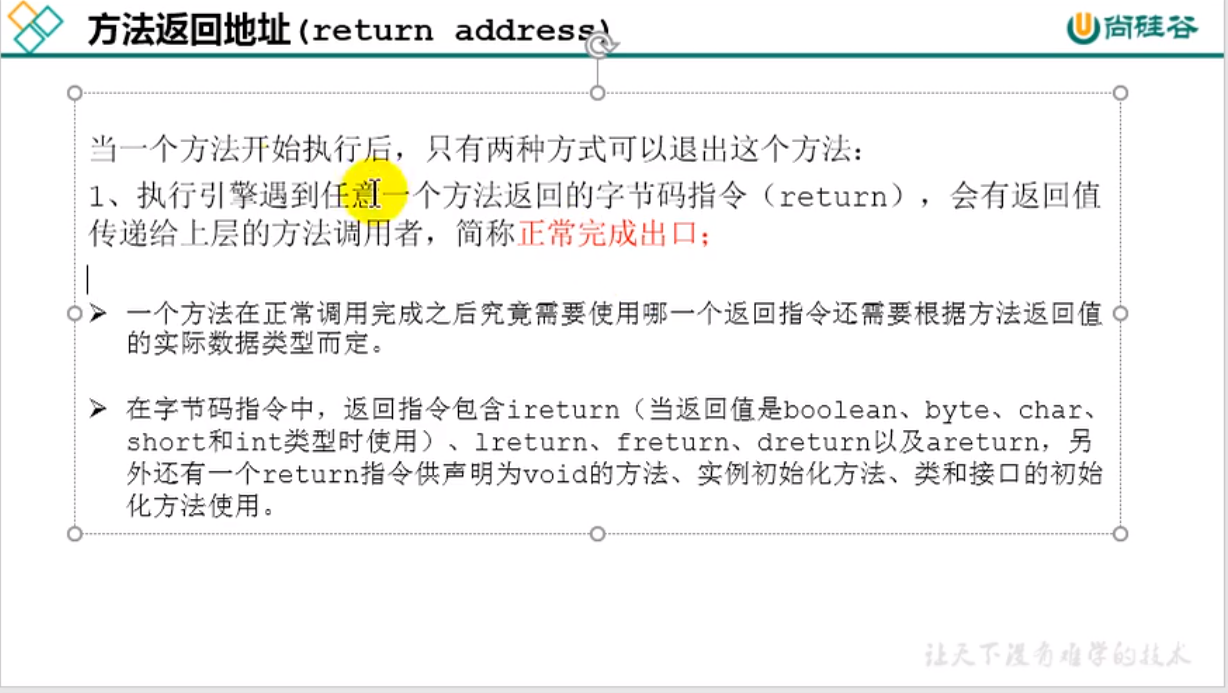 方法返回地址(return address)
尚硅谷
当一个方法开始执行后，只有两种方式可以退出这个方法：
1、执行引擎遇到任意一个方法返回的字节码指令（return），会有返回值
传递给上层的方法调用者，简称正常完成出口；
➢ 一个方法在正常调用完成之后究竟需要使用哪一个返回指令还需要根据方法返回值
的实际数据类型而定。
➢ 在字节码指令中，返回指令包含ireturn（当返回值是boolean、byte、char、
short和int类型时使用）、lreturn、freturn、dreturn以及areturn，另
外还有一个return指令供声明为void的方法、实例初始化方法、类和接口的初始
化方法使用。
让天下没有难学的技术